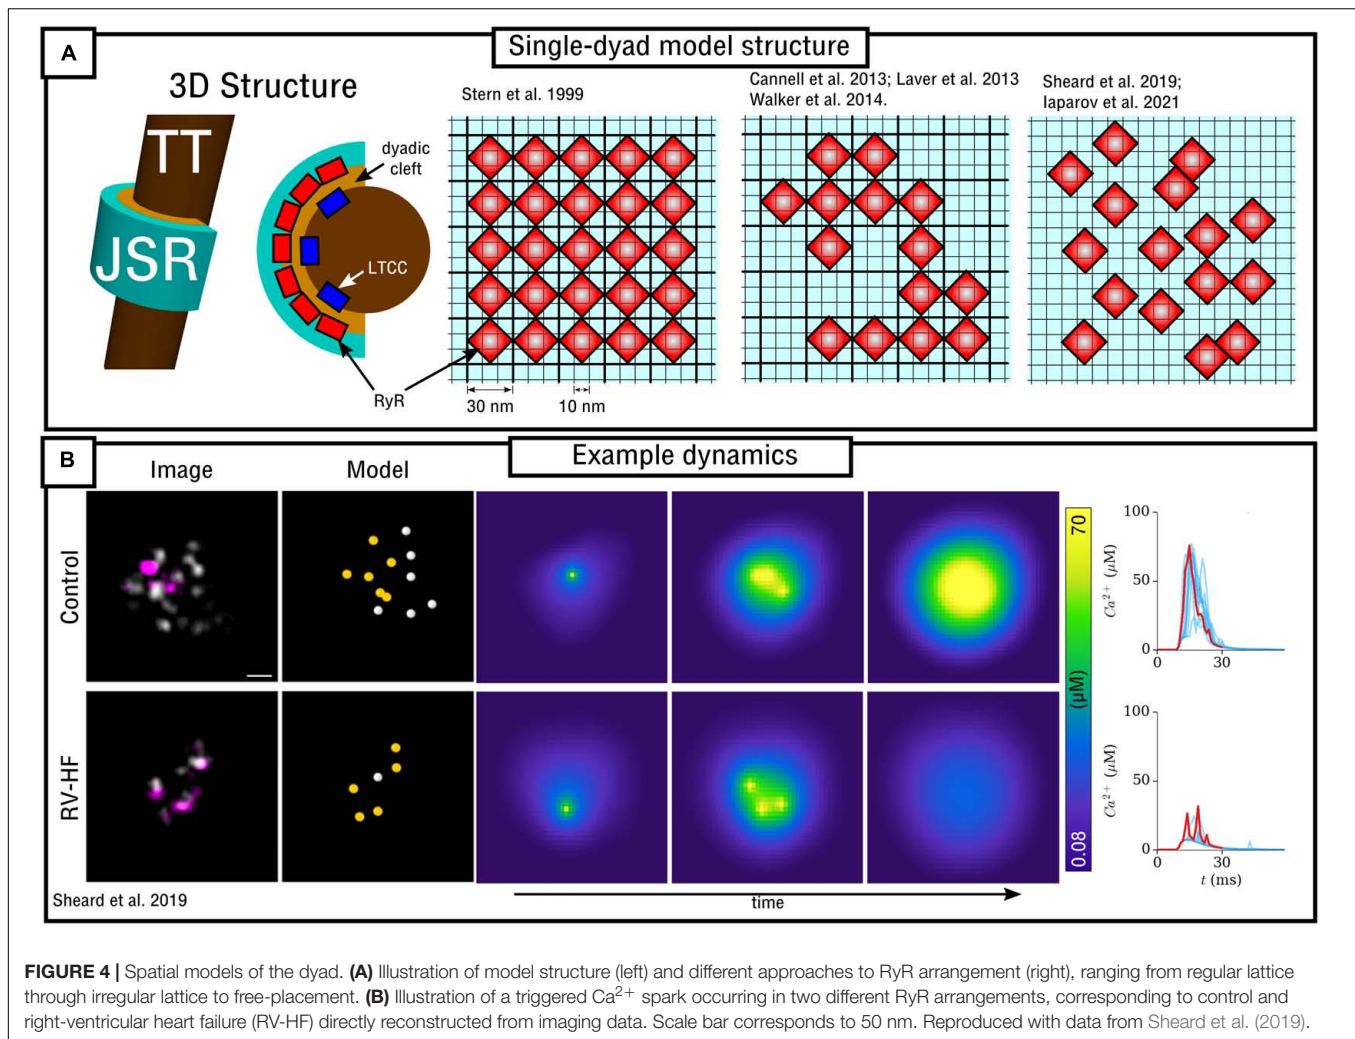 A
Single-dyad model structure
3D Structure
TT
JSR
dyadic
cleft
LTCC
RyR
Stern et al. 1999
30 nm
10 nm
Cannell et al. 2013; Laver et al. 2013
Walker et al. 2014.
Sheard et al. 2019;
Iaparov et al. 2021
B
Example dynamics
Image
Model
Control
RV-HF
70
(µM)
0.08
100
50
0
0
30
Ca²⁺ (µM)
100
50
0
0
30
Ca²⁺ (µM)
t (ms)
time
Sheard et al. 2019
FIGURE 4 | Spatial models of the dyad. (A) Illustration of model structure (left) and different approaches to RyR arrangement (right), ranging from regular lattice
through irregular lattice to free-placement. (B) Illustration of a triggered Ca²⁺ spark occurring in two different RyR arrangements, corresponding to control and
right-ventricular heart failure (RV-HF) directly reconstructed from imaging data. Scale bar corresponds to 50 nm. Reproduced with data from Sheard et al. (2019).